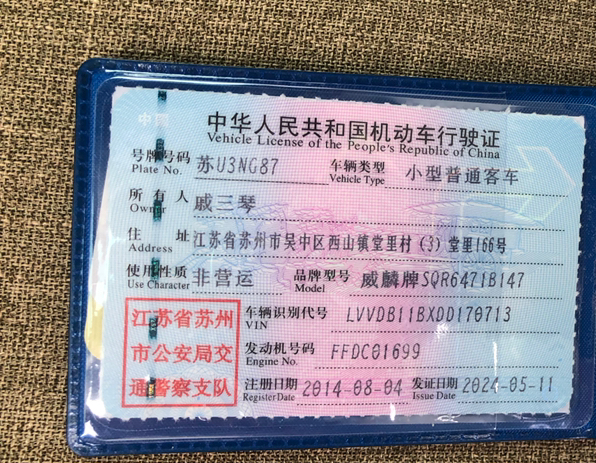 中国
中华人民共和国机动车行驶证
Vehicle License of the People's Republic of China
号牌号码 苏U3NG87 车辆类型 小型普通客车
Plate No. Vehicle Type
所有人 戚三琴
Owner
住址 江苏省苏州市吴中区西山镇堂里村（3）堂里166号
Address
使用性质 非营运 品牌型号 威麟牌SQR6471B147
Use Character Model
江苏省苏州 车辆识别代号 LVVDB11BXDD170713
VIN
市公安局交 发动机号码 FFDC01699
Engine No.
通警察支队 注册日期 2014-08-04 发证日期 2024-05-11
Register Date Issue Date